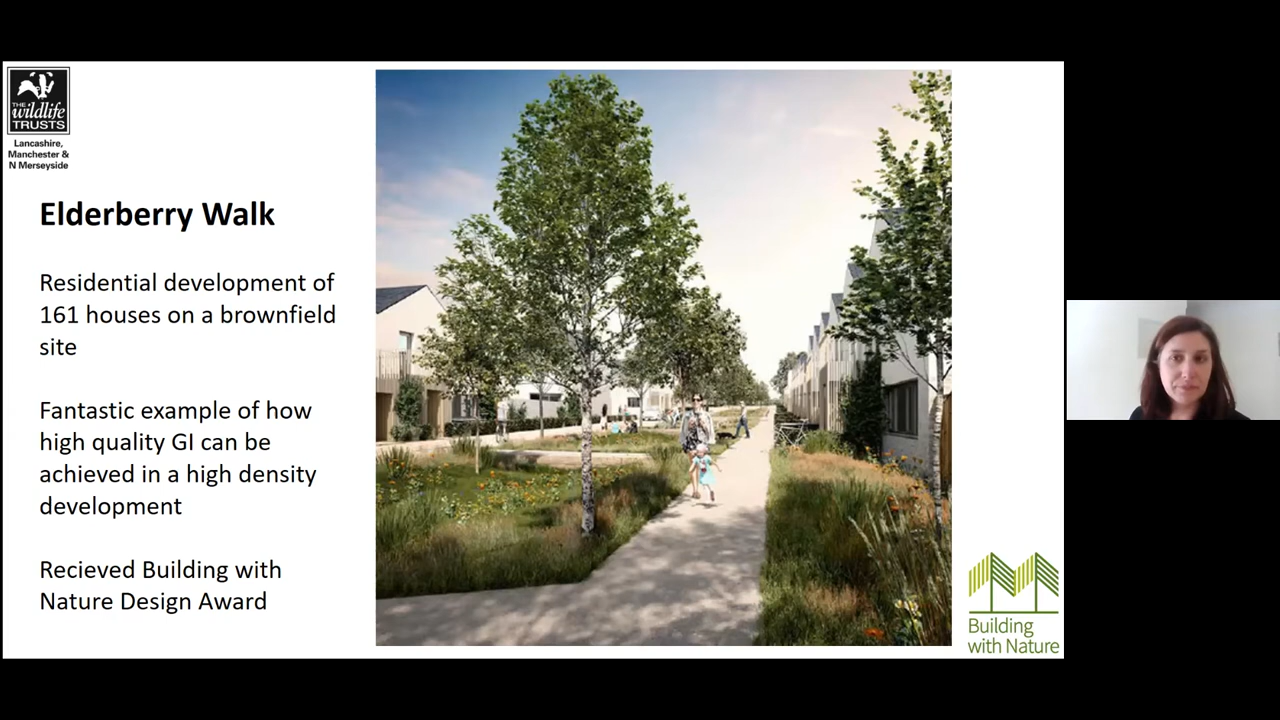 THE
wildlife
TRUSTS
Lancashire,
Manchester &
N Merseyside
Elderberry Walk
Residential development of
161 houses on a brownfield
site
Fantastic example of how
high quality GI can be
achieved in a high density
development
Recieved Building with
Nature Design Award
Building
with Nature